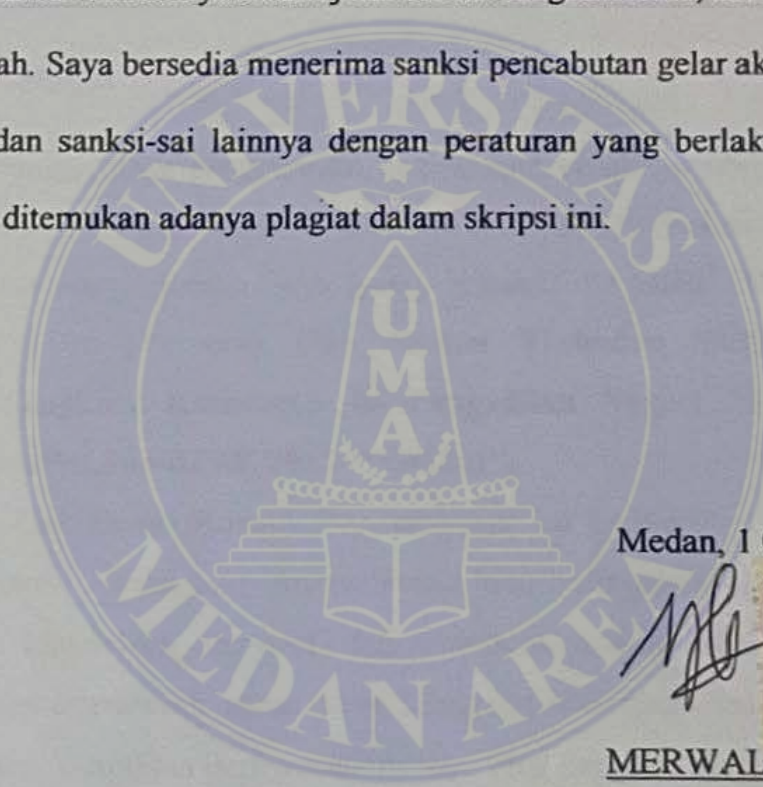 ah. Saya bersedia menerima sanksi pencabutan gelar ak
dan sanksi-sai lainnya dengan peraturan yang berlak
ditemukan adanya plagiat dalam skripsi ini.
UNIVERSITAS
UMA
MEDAN AREA
Medan, 1
MERWAL